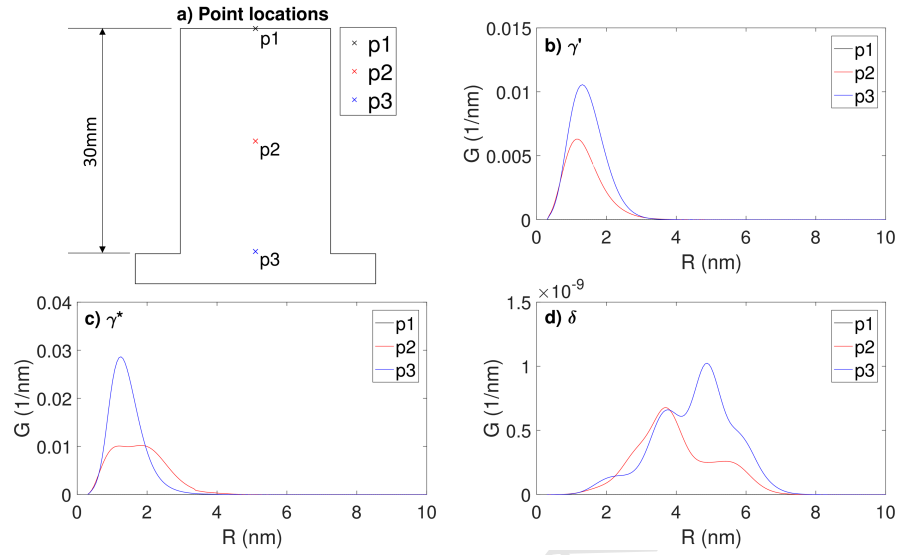 a) Point locations
p1
p2
p3
30mm
p1
p2
p3
b) γ'
G (1/nm)
0.015
0.01
0.005
0
0 2 4 6 8 10
R (nm)
p1
p2
p3
c) γ*
G (1/nm)
0.04
0.03
0.02
0.01
0
0 2 4 6 8 10
R (nm)
p1
p2
p3
d) δ
×10⁻⁹
G (1/nm)
1.5
1
0.5
0
0 2 4 6 8 10
R (nm)
p1
p2
p3